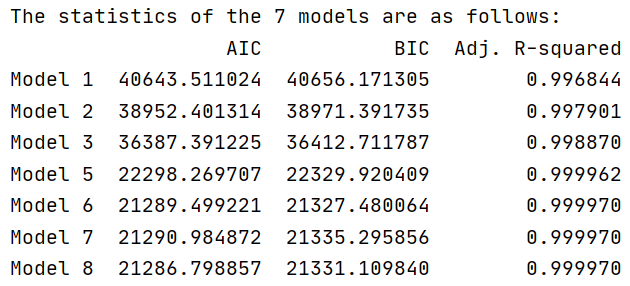 The statistics of the 7 models are as follows:
AIC BIC Adj. R-squared
Model 1 40643.511024 40656.171305 0.996844
Model 2 38952.401314 38971.391735 0.997901
Model 3 36387.391225 36412.711787 0.998870
Model 5 22298.269707 22329.920409 0.999962
Model 6 21289.499221 21327.480064 0.999970
Model 7 21290.984872 21335.295856 0.999970
Model 8 21286.798857 21331.109840 0.999970